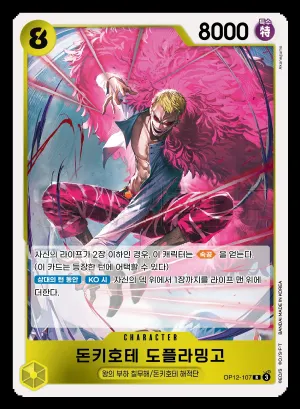 8
8000
특수
特
자신의 라이프가 2장 이하인 경우, 이 캐릭터는 속공 을 얻는다
(이 카드는 등장한 턴에 어택할 수 있다)
상대의 턴 동안 KO 시 자신의 덱 위에서 1장까지를 라이프 맨 위에
더한다.
CHARACTER
돈키호테 도플라밍고
왕의 부하 칠무해/돈키호테 해적단
OP12-107 R 3
BANDAI MADE IN KOREA